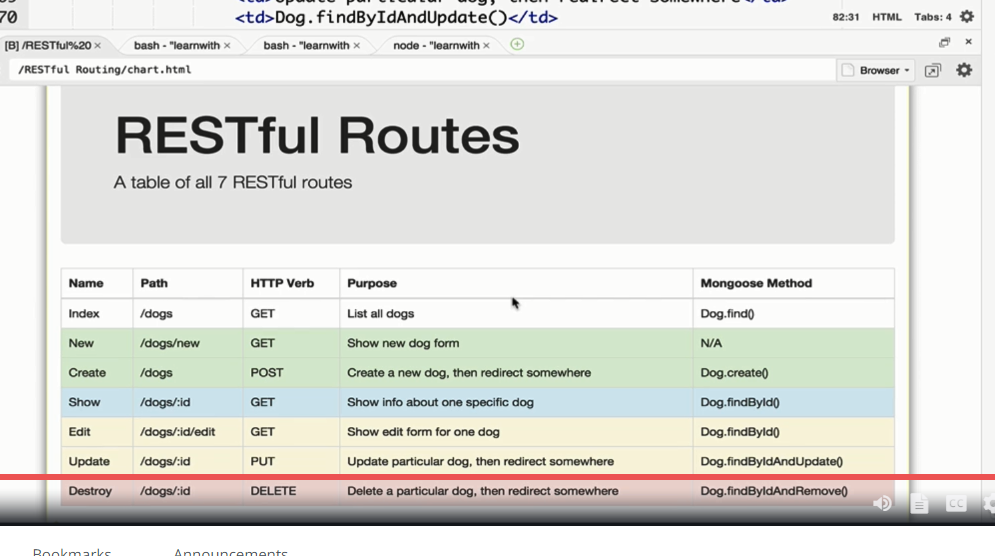 70 <td>Dog.findByIdAndUpdate()</td> 82:31 HTML Tabs: 4
[B] /RESTful%20 × bash - "learnwith × bash - "learnwith × node - "learnwith ×
/RESTful Routing/chart.html Browser
RESTful Routes
A table of all 7 RESTful routes
Name Path HTTP Verb Purpose Mongoose Method
Index /dogs GET List all dogs Dog.find()
New /dogs/new GET Show new dog form N/A
Create /dogs POST Create a new dog, then redirect somewhere Dog.create()
Show /dogs/:id GET Show info about one specific dog Dog.findById()
Edit /dogs/:id/edit GET Show edit form for one dog Dog.findById()
Update /dogs/:id PUT Update particular dog, then redirect somewhere Dog.findByIdAndUpdate()
Destroy /dogs/:id DELETE Delete a particular dog, then redirect somewhere Dog.findByIdAndRemove()
CC
Bookmarks Announcements